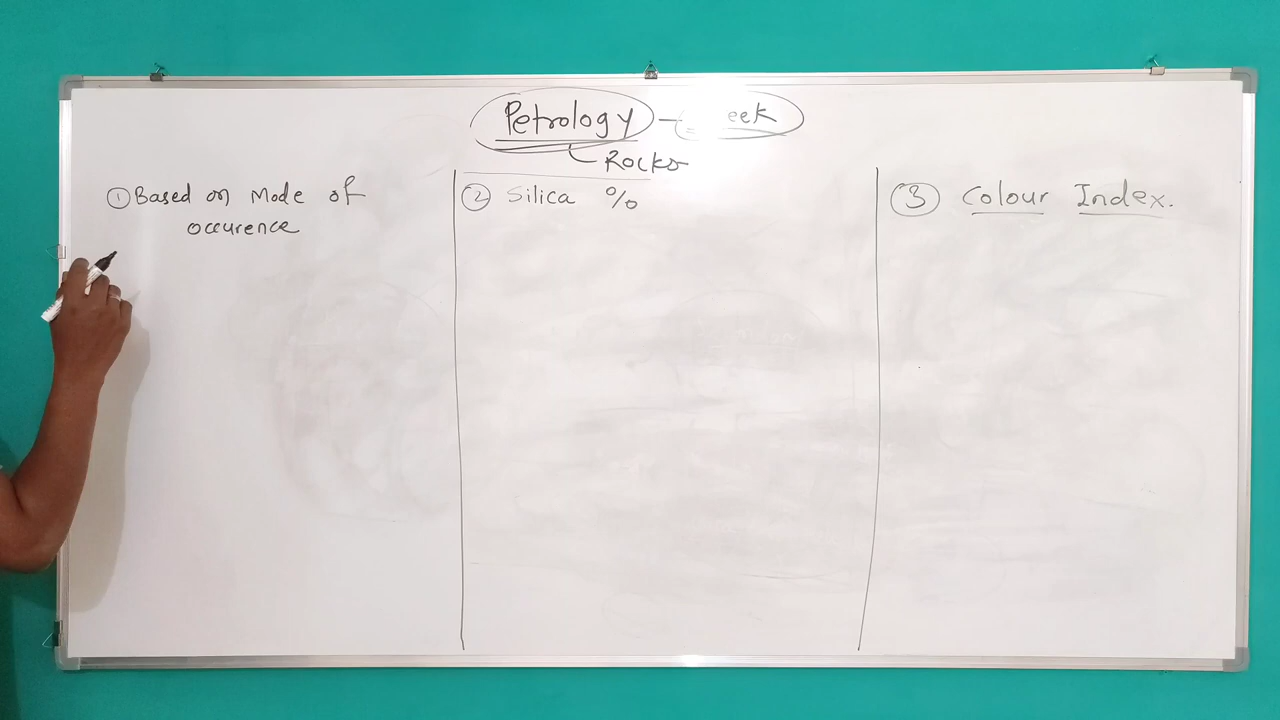 Petrology - eek
Rocks
① Based on Mode of
occurence
② Silica %
③ Colour Index.